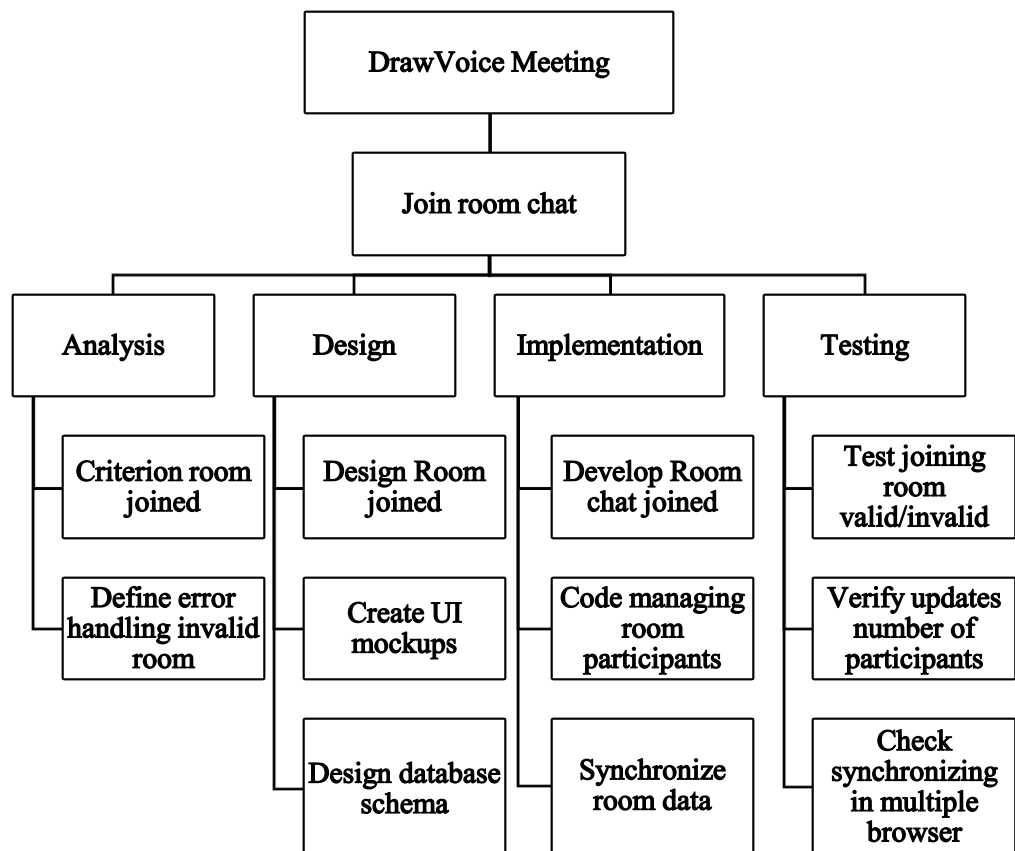 DrawVoice Meeting
Join room chat
Analysis
Design
Implementation
Testing
Criterion room
joined
Design Room
joined
Develop Room
chat joined
Test joining
room
valid/invalid
Define error
handling invalid
room
Create UI
mockups
Code managing
room
participants
Verify updates
number of
participants
Design database
schema
Synchronize
room data
Check
synchronizing
in multiple
browser